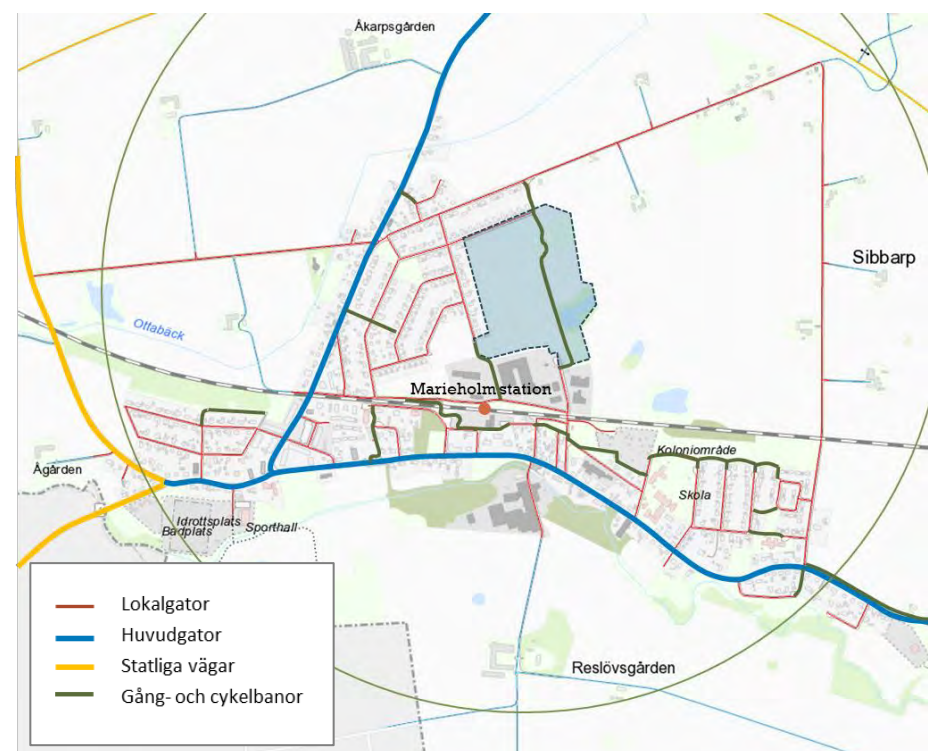 Åkarpsgården
Sibbarp
Ottabäck
Marieholm station
Koloniområde
Ågården
Skola
Idrottsplats
Badplats
Sporthall
Reslövsgården
Lokalgator
Huvudgator
Statliga vägar
Gång- och cykelbanor